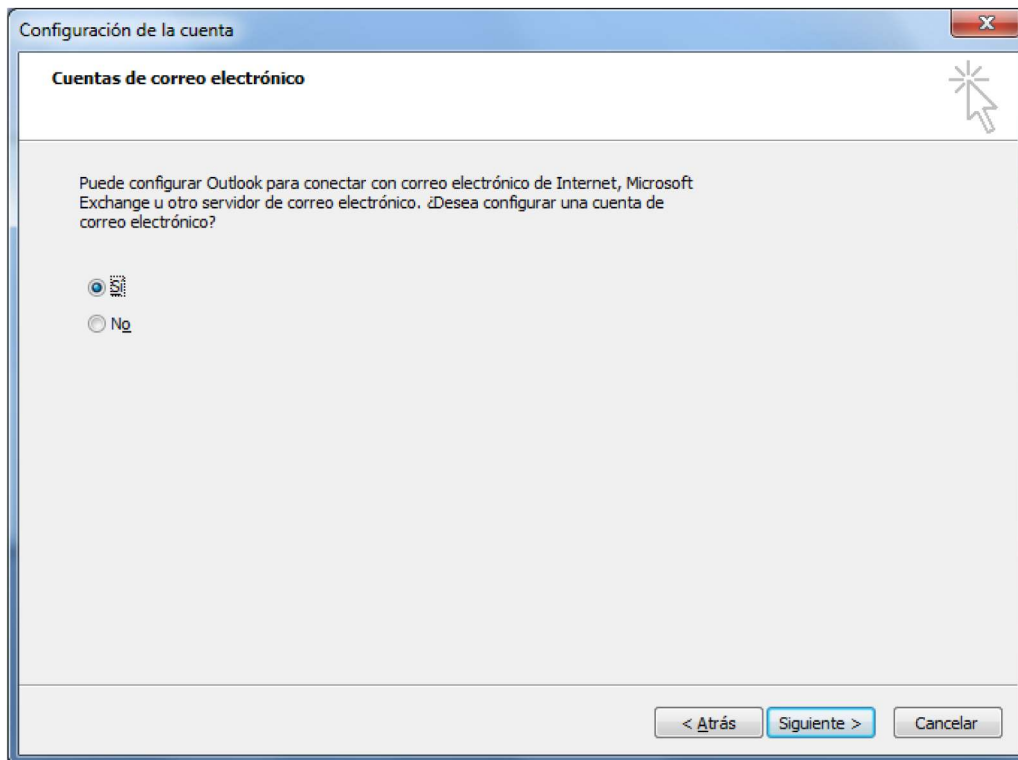 Configuración de la cuenta
Cuentas de correo electrónico
Puede configurar Outlook para conectar con correo electrónico de Internet, Microsoft
Exchange u otro servidor de correo electrónico. ¿Desea configurar una cuenta de
correo electrónico?
Sí
No
< Atrás
Siguiente >
Cancelar